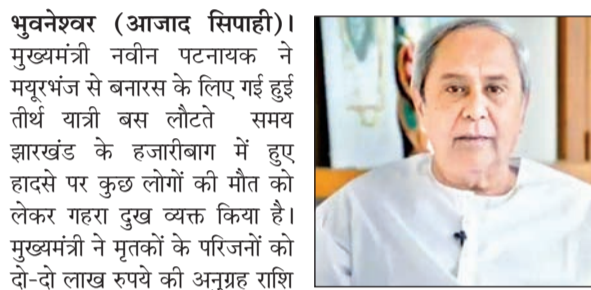 भुवनेश्वर (आजाद सिपाही)।
मुख्यमंत्री नवीन पटनायक ने
मयूरभंज से बनारस के लिए गई हुई
तीर्थ यात्री बस लौटते समय
झारखंड के हजारीबाग में हुए
हादसे पर कुछ लोगों की मौत को
लेकर गहरा दुख व्यक्त किया है।
मुख्यमंत्री ने मृतकों के परिजनों को
दो-दो लाख रुपये की अनुग्रह राशि